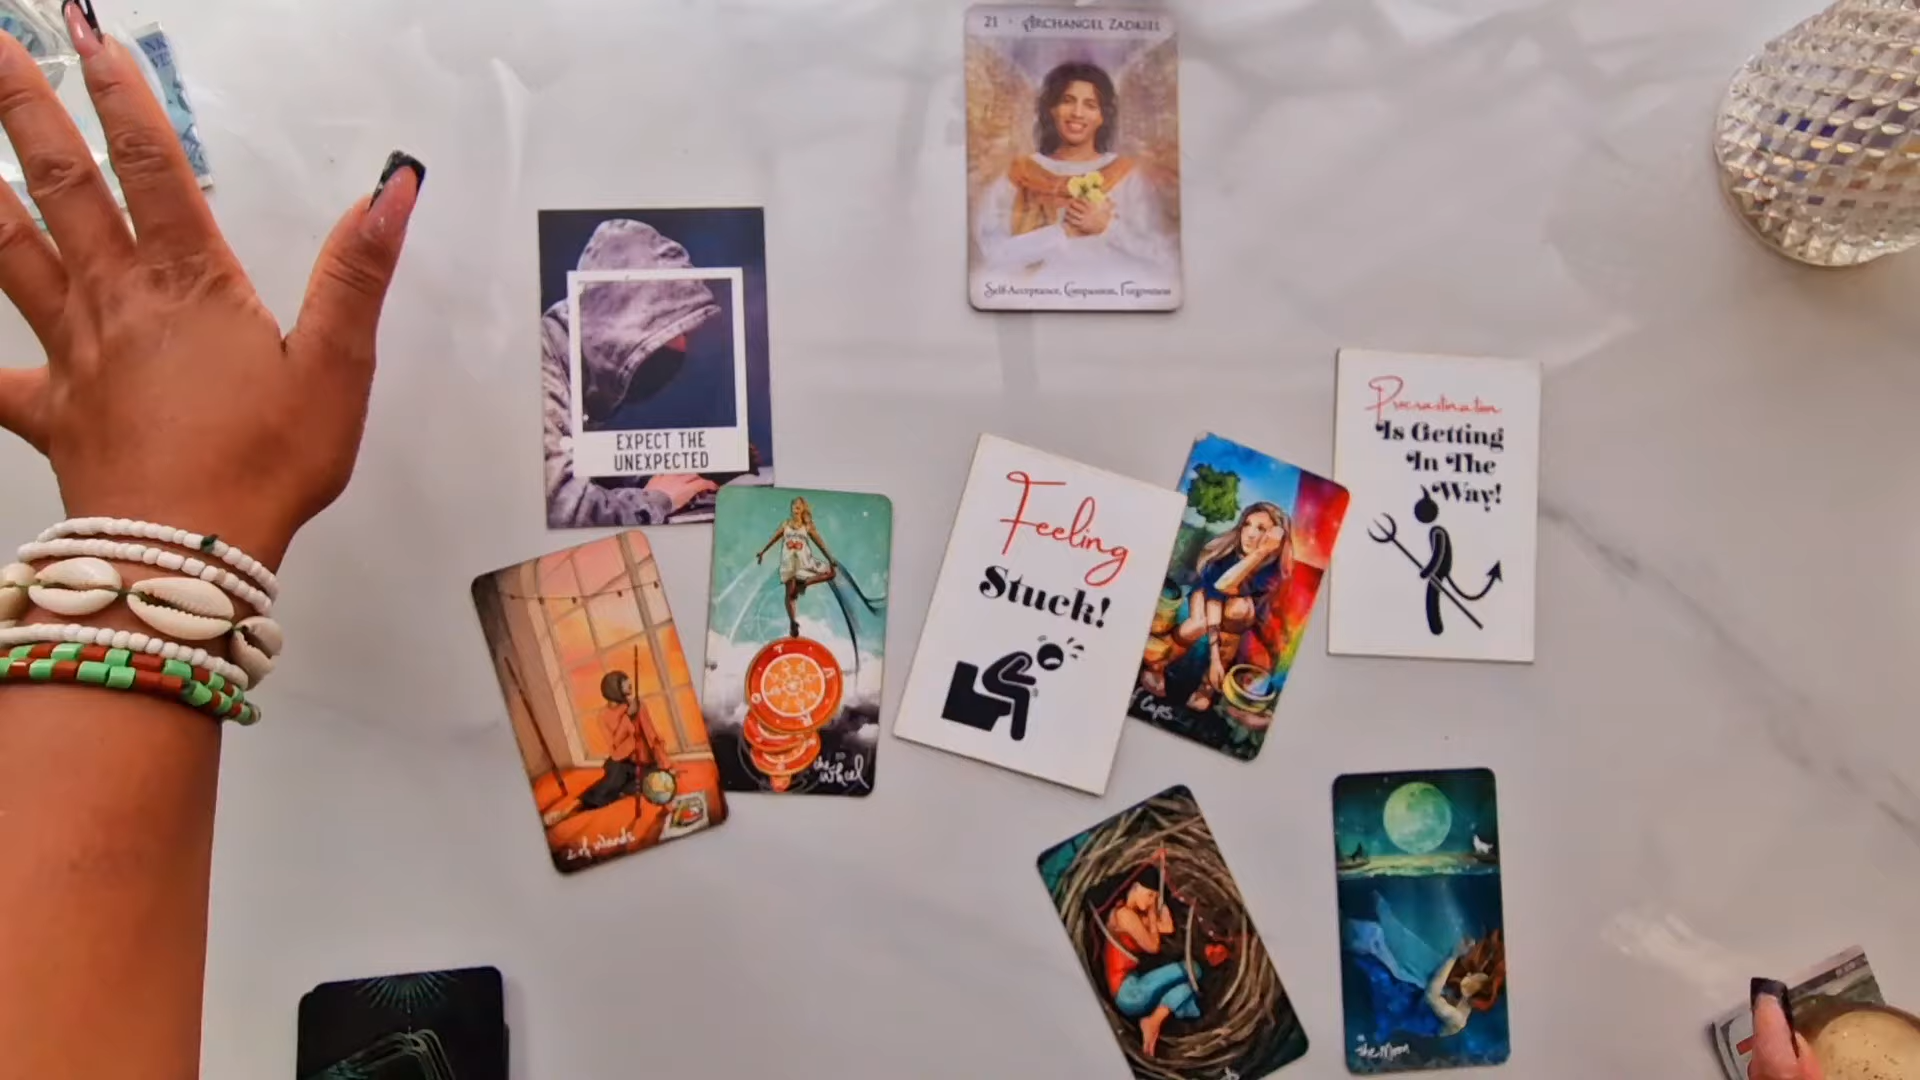 21 · ARCHANGEL ZADKIEL
Self-Acceptance, Compassion, Forgiveness
EXPECT THE
UNEXPECTED
2 of Wands
the Wheel
Feeling
Stuck!
Cups
Procrastination
Is Getting
In The
Way!
the Moon